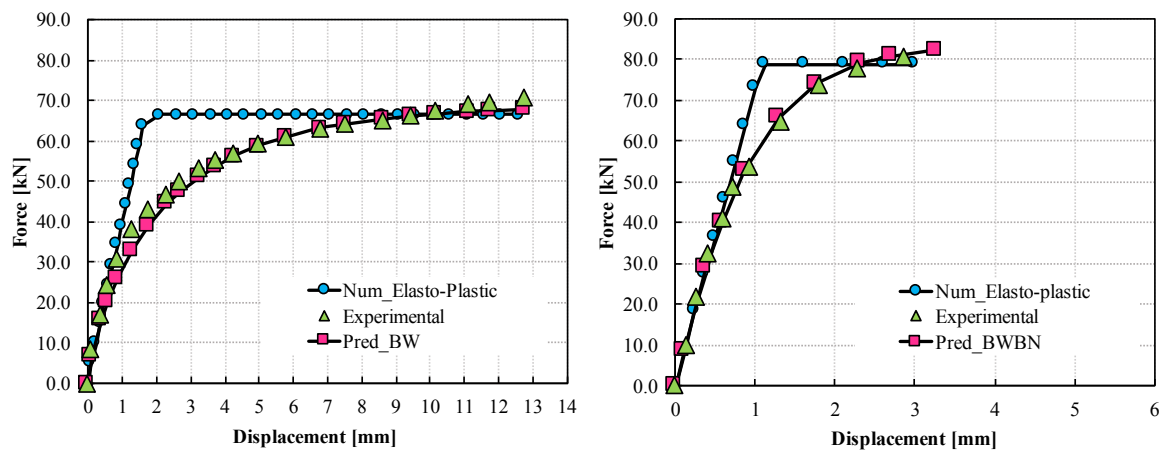 90.0
80.0
70.0
60.0
50.0
40.0
30.0
20.0
10.0
0.0
Force [kN]
0 1 2 3 4 5 6 7 8 9 10 11 12 13 14
Displacement [mm]
Num_Elasto-Plastic
Experimental
Pred_BW
90.0
80.0
70.0
60.0
50.0
40.0
30.0
20.0
10.0
0.0
Force [kN]
0 1 2 3 4 5 6
Displacement [mm]
Num_Elasto-plastic
Experimental
Pred_BWBN